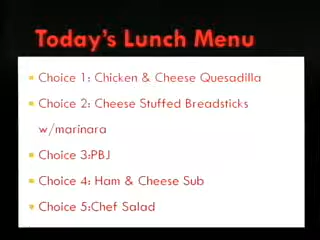 Today's Lunch Menu
Choice 1: Chicken & Cheese Quesadilla
Choice 2: Cheese Stuffed Breadsticks
w/marinara
Choice 3:PBJ
Choice 4: Ham & Cheese Sub
Choice 5:Chef Salad